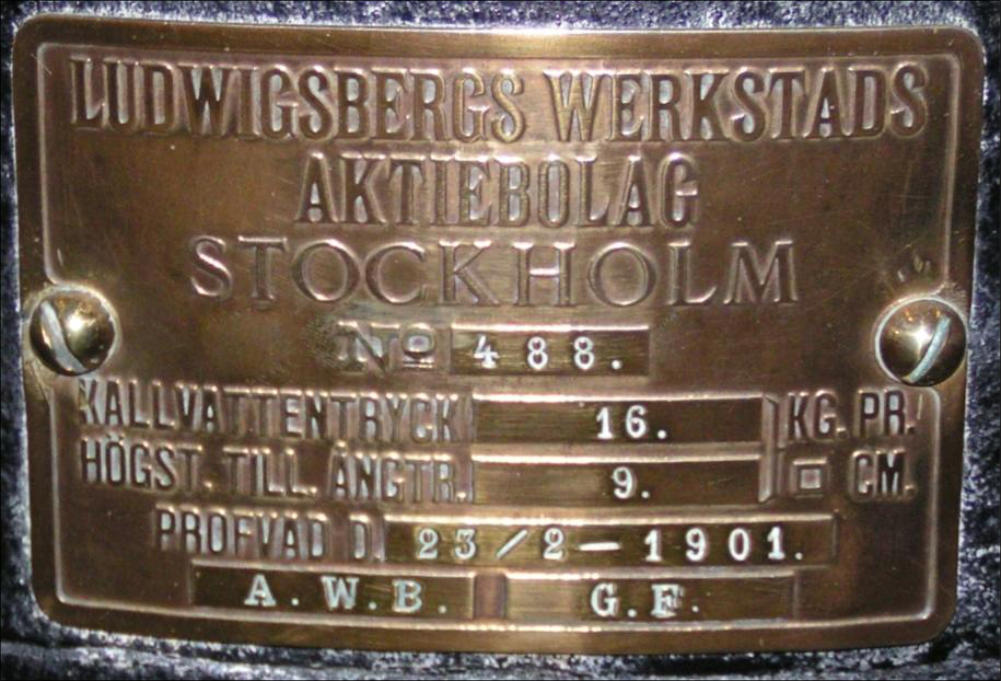 LUDWIGSBERGS WERKSTADS
AKTIEBOLAG
STOCKHOLM
No 488.
KALLVATTENTRYCK 16. KG. PR.
HÖGST. TILL. ÅNGTR. 9. □ CM.
PROFVAD D. 23/2-1901.
A.W.B. G.F.